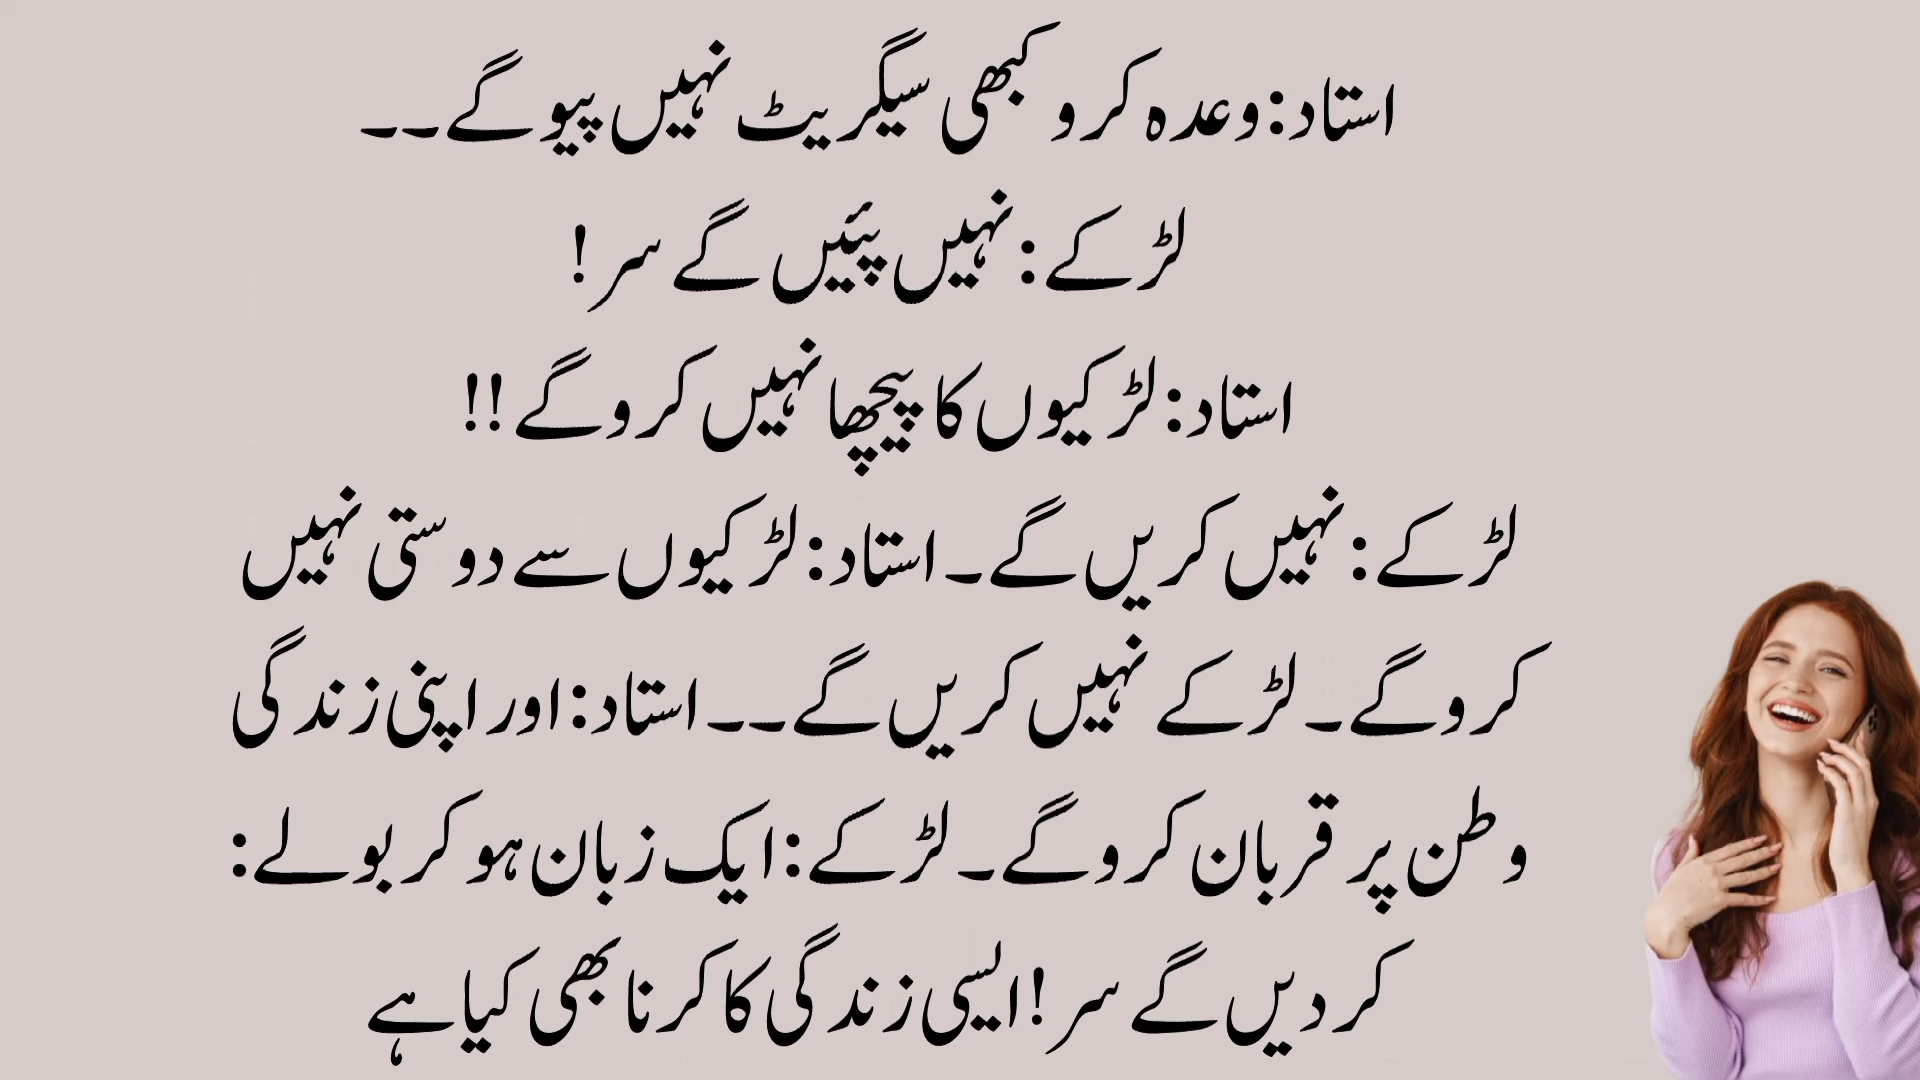 استاد:وعدہ کرو کبھی سیگریٹ نہیں پیو گے۔۔
لڑکے:نہیں پئیں گے سر!
استاد:لڑکیوں کا پیچھا نہیں کرو گے!!
لڑکے:نہیں کریں گے۔استاد:لڑکیوں سے دوستی نہیں
کرو گے۔لڑکے نہیں کریں گے۔۔استاد:اور اپنی زندگی
وطن پر قربان کرو گے۔لڑکے:ایک زبان ہو کر بولے:
کر دیں گے سر!ایسی زندگی کا کرنا بھی کیا ہے